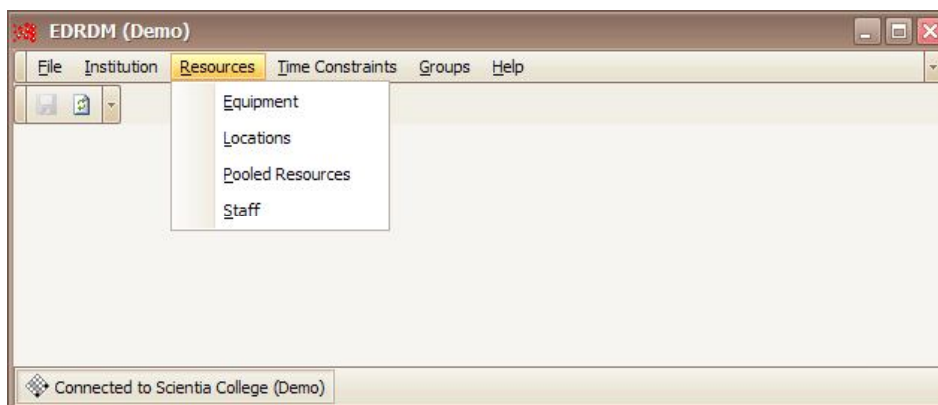 EDRDM (Demo)
File Institution Resources Time Constraints Groups Help
Equipment
Locations
Pooled Resources
Staff
Connected to Scientia College (Demo)